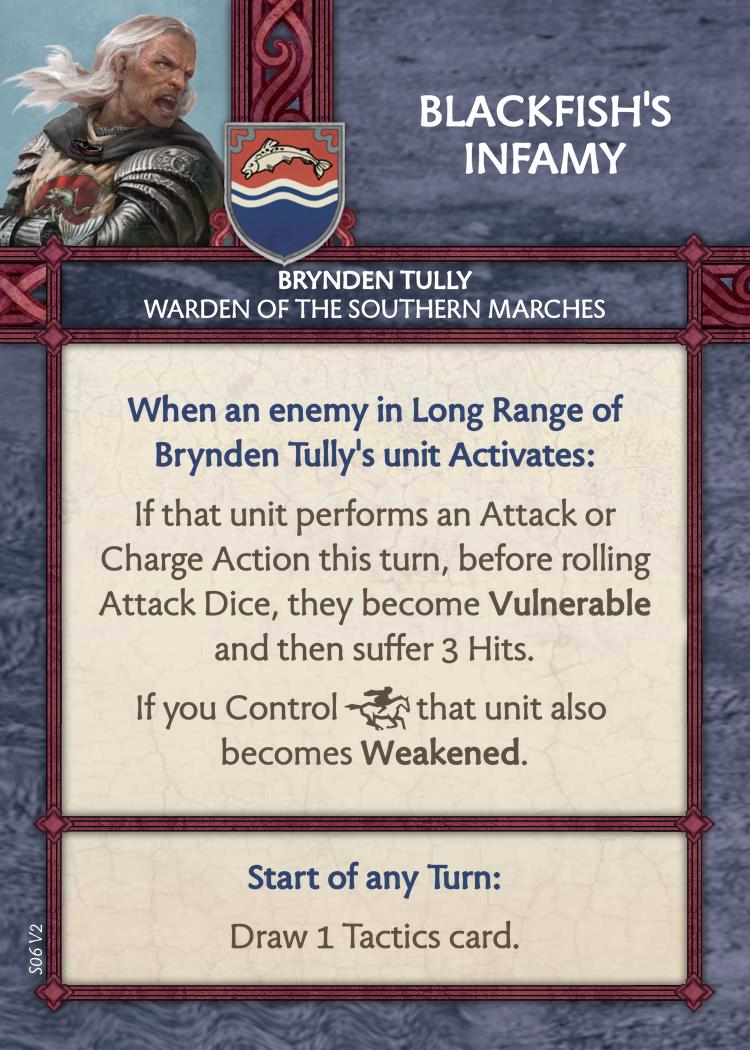 BLACKFISH'S
INFAMY
BRYNDEN TULLY
WARDEN OF THE SOUTHERN MARCHES
When an enemy in Long Range of
Brynden Tully's unit Activates:
If that unit performs an Attack or
Charge Action this turn, before rolling
Attack Dice, they become Vulnerable
and then suffer 3 Hits.
If you Control that unit also
becomes Weakened.
Start of any Turn:
Draw 1 Tactics card.
S06 V2